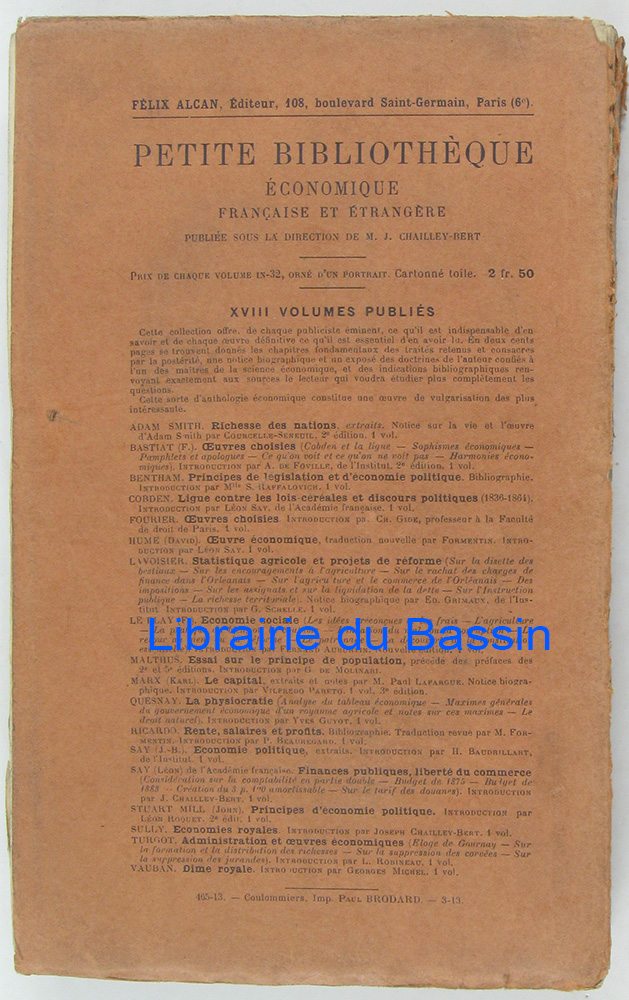 FÉLIX ALCAN, Éditeur, 108, boulevard Saint-Germain, Paris (6e).
PETITE BIBLIOTHÈQUE
ÉCONOMIQUE
FRANÇAISE ET ÉTRANGÈRE
PUBLIÉE SOUS LA DIRECTION DE M. J. CHAILLEY-BERT
PRIX DE CHAQUE VOLUME IN-32, ORNÉ D'UN PORTRAIT. Cartonné toile. 2 fr. 50
XVIII VOLUMES PUBLIÉS
Cette collection offre, de chaque publiciste éminent, ce qu'il est indispensable d'en
savoir et de chaque œuvre définitive ce qu'il est essentiel d'en avoir lu. En deux cents
pages se trouvent donnés les chapitres fondamentaux des traités retenus et consacrés
par la postérité, une notice biographique et un exposé des doctrines de l'auteur confiés à
l'un des maîtres de la science économique, et des indications bibliographiques ren-
voyant exactement aux sources le lecteur qui voudra étudier plus complètement les
questions.
Cette sorte d'anthologie économique constitue une œuvre de vulgarisation des plus
intéressante.
ADAM SMITH. Richesse des nations, extraits. Notice sur la vie et l'œuvre
d'Adam Smith par COURCELLE-SENEUIL. 2e édition. 1 vol.
BASTIAT (F.). Œuvres choisies (Cobden et la ligue — Sophismes économiques —
Pamphlets et apologues — Ce qu'on voit et ce qu'on ne voit pas — Harmonies écono-
miques). INTRODUCTION par A. DE FOVILLE, de l'Institut. 2e édition. 1 vol.
BENTHAM. Principes de législation et d'économie politique. Bibliographie.
INTRODUCTION par Mlle S. RAFFALOVICH. 1 vol.
COBDEN. Ligue contre les lois-céréales et discours politiques (1836-1864).
INTRODUCTION par LÉON SAY, de l'Académie française. 1 vol.
FOURIER. Œuvres choisies. INTRODUCTION par CH. GIDE, professeur à la Faculté
de droit de Paris. 1 vol.
HUME (DAVID). Œuvre économique, traduction nouvelle par FORMENTIN. INTRO-
DUCTION par LÉON SAY. 1 vol.
LAVOISIER. Statistique agricole et projets de réforme (Sur la disette des
bestiaux — Sur les encouragements à l'agriculture — Sur le rachat des charges de
finance dans l'Orléanais — Sur l'agriculture et le commerce de l'Orléanais — Des
impositions — Sur les assignats et sur la liquidation de la dette — Sur l'Instruction
publique — La richesse territoriale). Notice biographique par ED. GRIMAUX, de l'Ins-
titut. INTRODUCTION par G. SCHELLE. 1 vol.
LE PLAY (F.). Economie sociale (Les idées préconçues
Librairie du Bassin
par FERNAND AUBURTIN.
MALTHUS. Essai sur le principe de population, précédé des préfaces des
2e et 5e éditions. INTRODUCTION par G. DE MOLINARI.
MARX (KARL). Le capital, extraits et notes par M. Paul LAFARGUE. Notice biogra-
phique. INTRODUCTION par VILFREDO PARETO. 1 vol. 3e édition.
QUESNAY. La physiocratie (Analyse du tableau économique — Maximes générales
du gouvernement économique d'un royaume agricole et notes sur ces maximes — Le
droit naturel). INTRODUCTION par YVES GUYOT. 1 vol.
RICARDO. Rente, salaires et profits. Bibliographie. Traduction revue par M. FOR-
MENTIN. INTRODUCTION par P. BEAUREGARD. 1 vol.
SAY (J.-B.). Economie politique, extraits. INTRODUCTION par H. BAUDRILLART,
de l'Institut. 1 vol.
SAY (LÉON) de l'Académie française. Finances publiques, liberté du commerce
(Considération sur la comptabilité en partie double — Budget de 1875 — Budget de
1883 — Création du 3 p. 100 amortissable — Sur le tarif des douanes). INTRODUCTION
par J. CHAILLEY-BERT. 1 vol.
STUART MILL (JOHN). Principes d'économie politique. INTRODUCTION par
LÉON ROQUET. 2e édit. 1 vol.
SULLY. Economies royales. INTRODUCTION par JOSEPH CHAILLEY-BERT. 1 vol.
TURGOT. Administration et œuvres économiques (Eloge de Gournay — Sur
la formation et la distribution des richesses — Sur la suppression des corvées — Sur
la suppression des jurandes). INTRODUCTION par L. ROBINEAU. 1 vol.
VAUBAN. Dîme royale. INTRODUCTION par GEORGES MICHEL. 1 vol.
465-13. — Coulommiers, Imp. PAUL BRODARD. — 3-13.